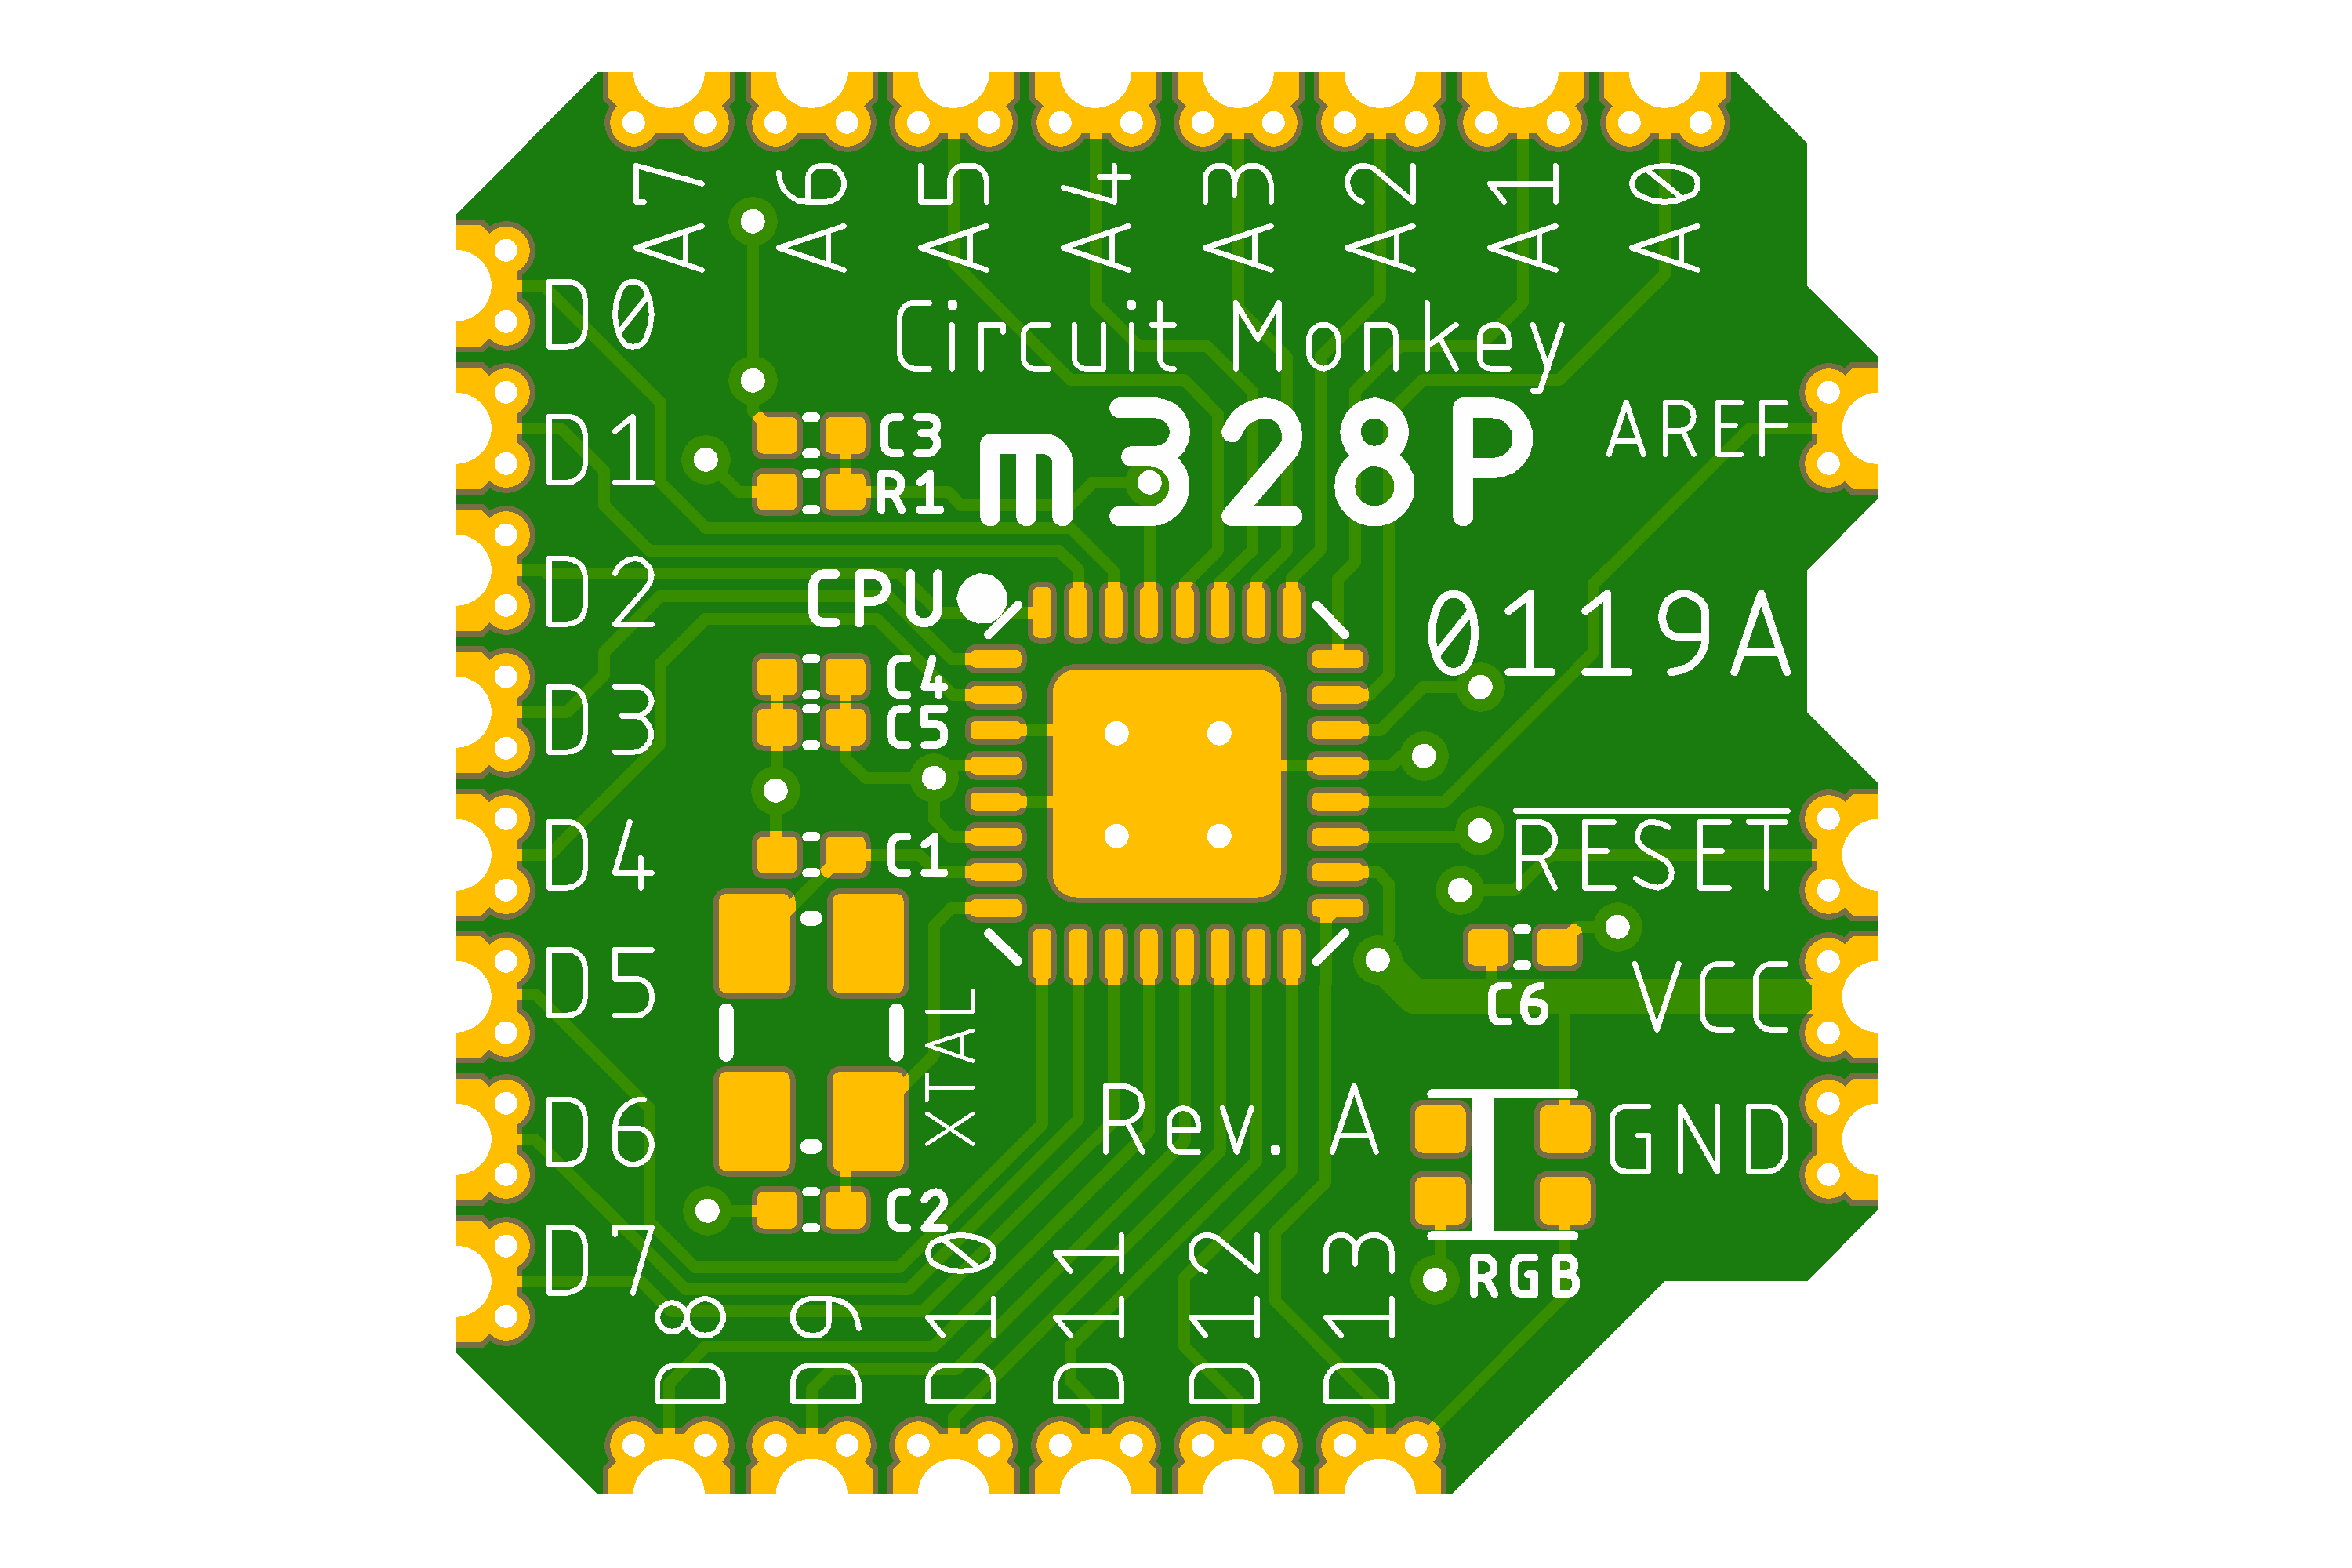 A7
A6
A5
A4
A3
A2
A1
A0
D0
Circuit Monkey
D1
C3
R1
m328P
AREF
D2
CPU
0119A
D3
C4
C5
D4
C1
RESET
D5
XTAL
C6
VCC
D6
Rev. A
GND
D7
C2
RGB
D8
D9
D10
D11
D12
D13